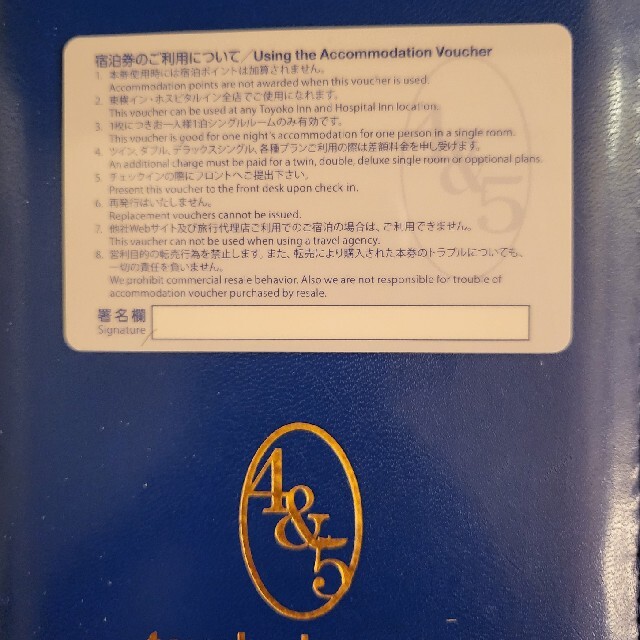 宿泊券のご利用について／Using the Accommodation Voucher
1. 本券使用時には宿泊ポイントは加算されません。
Accommodation points are not awarded when this voucher is used.
2. 東横イン・ホスピタルイン全店でご使用になれます。
This voucher can be used at any Toyoko Inn and Hospital Inn location.
3. 1枚につきお一人様1泊シングルルームのみ有効です。
This voucher is good for one night's accommodation for one person in a single room.
4. ツイン、ダブル、デラックスシングル、各種プランご利用の際は差額料金を申し受けます。
An additional charge must be paid for a twin, double, deluxe single room or opptional plans.
5. チェックインの際にフロントへご提出下さい。
Present this voucher to the front desk upon check in.
6. 再発行はいたしません。
Replacement vouchers cannot be issued.
7. 他社Webサイト及び旅行代理店ご利用でのご宿泊の場合は、ご利用できません。
This vaucher can not be used when using a travel agency.
8. 営利目的の転売行為を禁止します。また、転売により購入された本券のトラブルについても、
一切の責任を負いません。
We prohibit commercial resale behavior. Also we are not responsible for trouble of
accommodation voucher purchased by resale.
署名欄
Signature
4&5
4&5